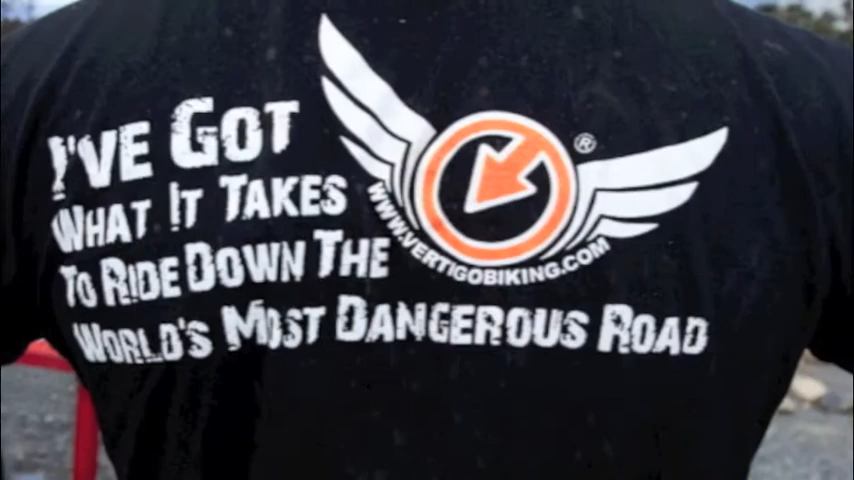 I've Got
What It Takes
To Ride Down The
World's Most Dangerous Road
®
www.vertigobiking.com